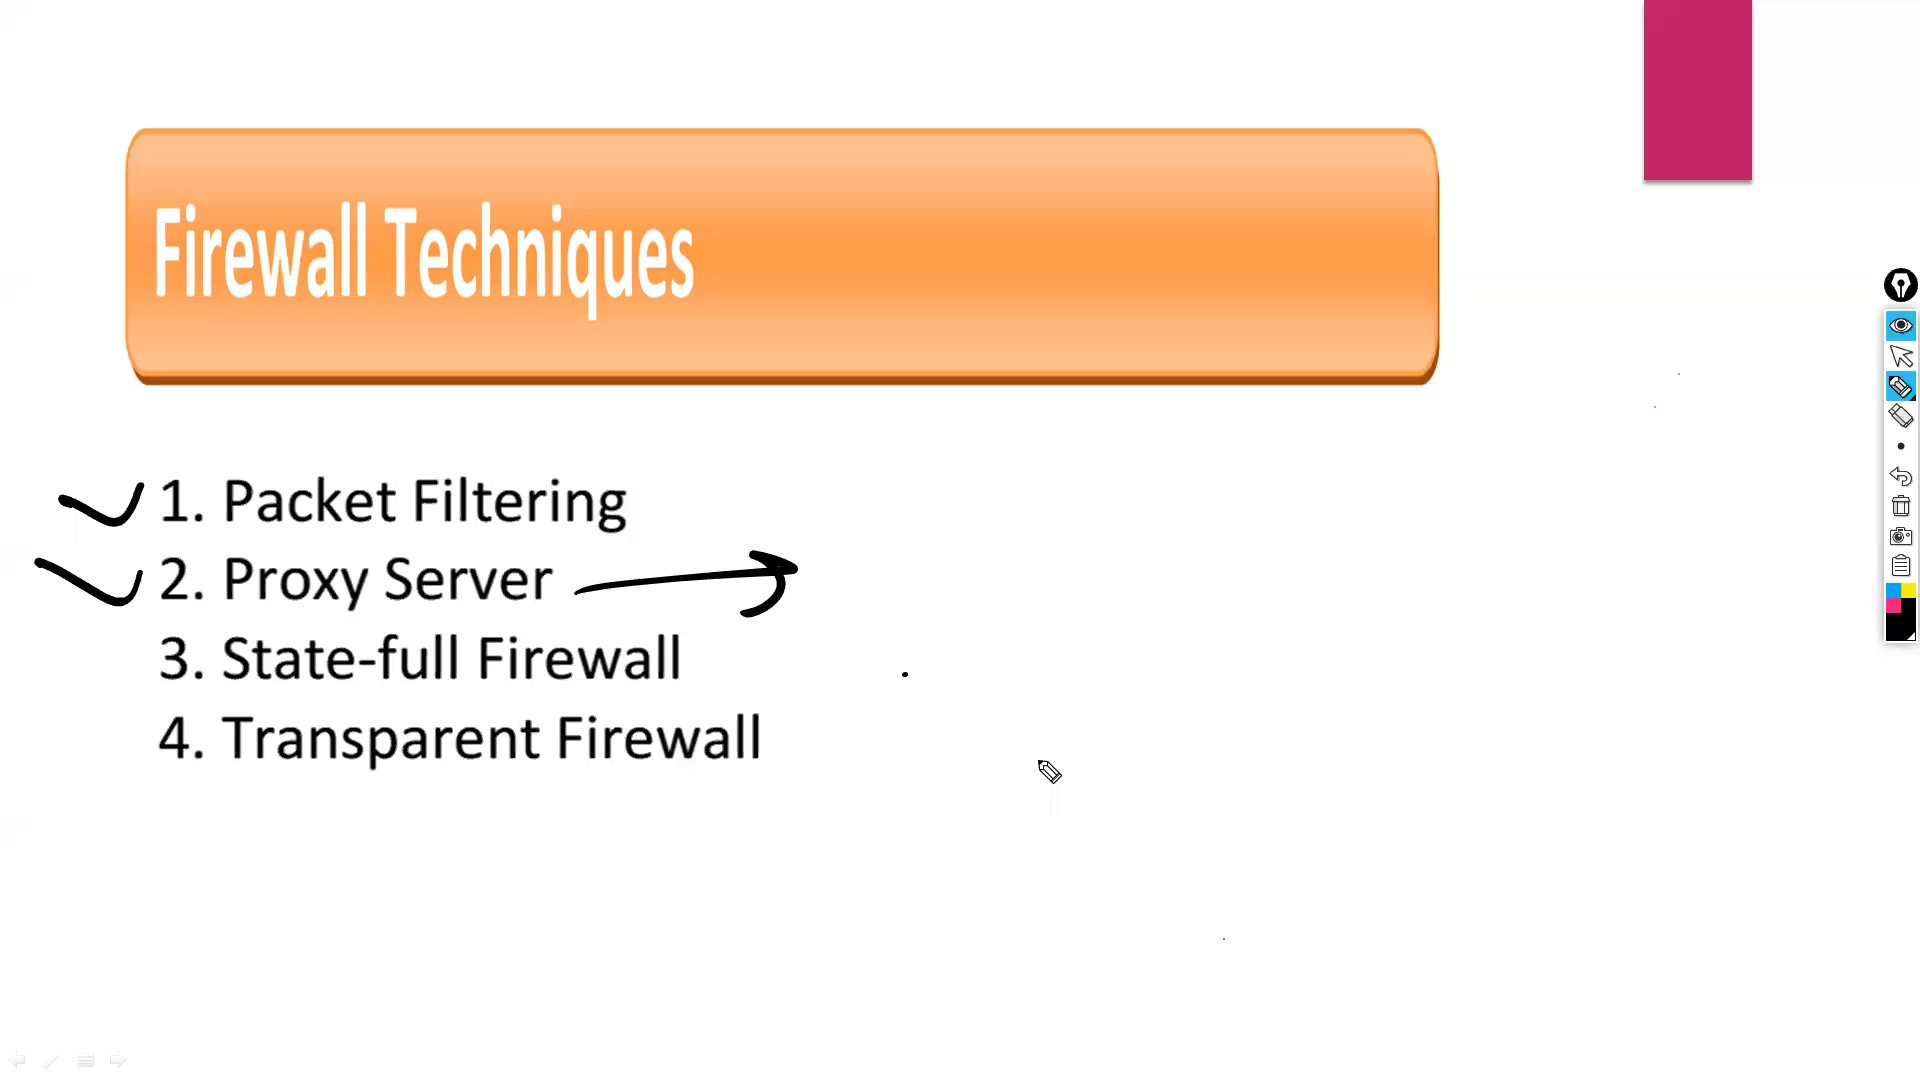 Firewall Techniques
1. Packet Filtering
2. Proxy Server
3. State-full Firewall
4. Transparent Firewall